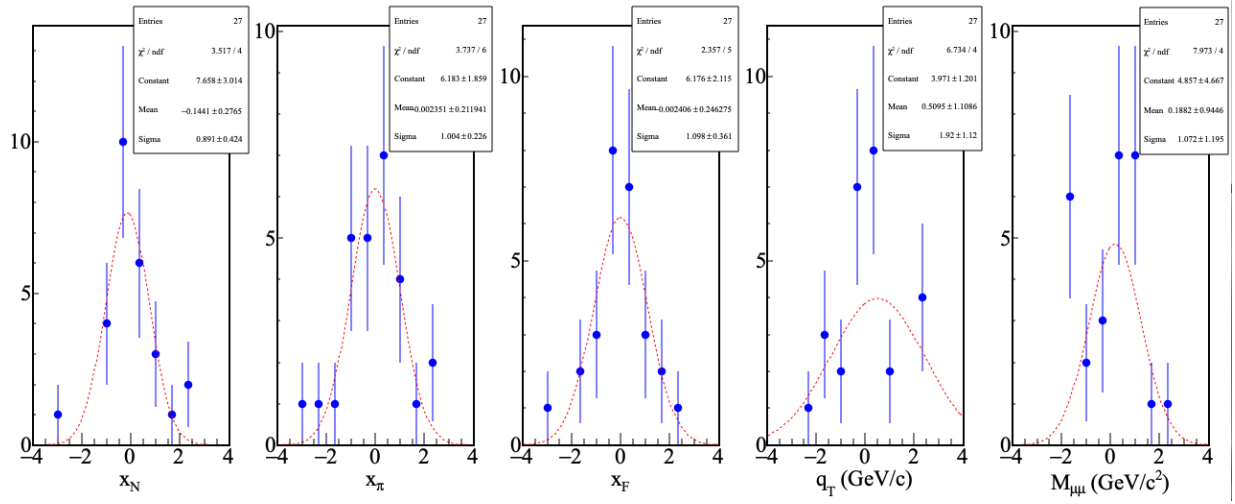 Entries 27
χ² / ndf 3.517 / 4
Constant 7.658 ± 3.014
Mean −0.1441 ± 0.2765
Sigma 0.891 ± 0.424
10
5
0
−4 −2 0 2 4
x_N
Entries 27
χ² / ndf 3.737 / 6
Constant 6.183 ± 1.859
Mean −0.002351 ± 0.211941
Sigma 1.004 ± 0.226
10
5
0
−4 −2 0 2 4
x_π
Entries 27
χ² / ndf 2.357 / 5
Constant 6.176 ± 2.115
Mean −0.002406 ± 0.246275
Sigma 1.098 ± 0.361
10
5
0
−4 −2 0 2 4
x_F
Entries 27
χ² / ndf 6.734 / 4
Constant 3.971 ± 1.201
Mean 0.5095 ± 1.1086
Sigma 1.92 ± 1.12
10
5
0
−4 −2 0 2 4
q_T (GeV/c)
Entries 27
χ² / ndf 7.973 / 4
Constant 4.857 ± 4.667
Mean 0.1882 ± 0.9446
Sigma 1.072 ± 1.195
10
5
0
−4 −2 0 2 4
M_μμ (GeV/c²)